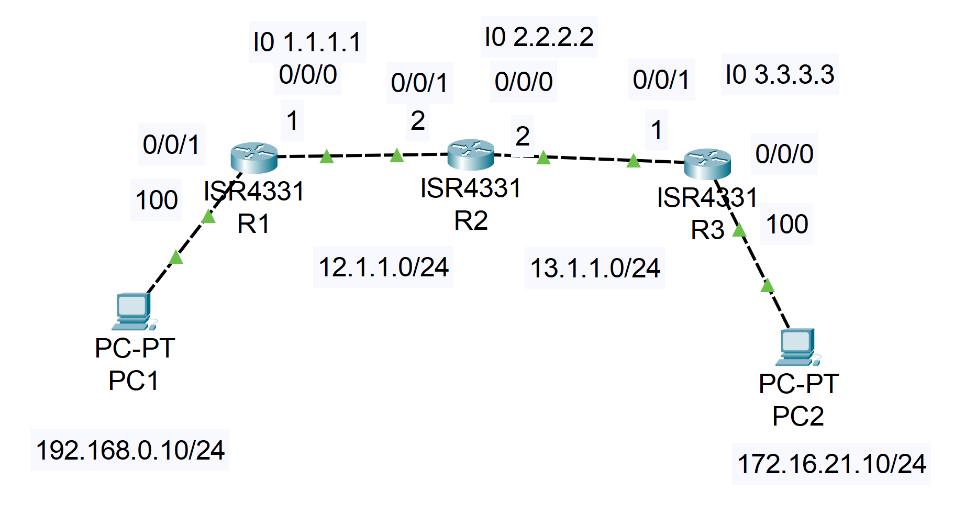 l0 1.1.1.1
0/0/0
l0 2.2.2.2
0/0/1
0/0/0
0/0/1
l0 3.3.3.3
1
2
2
1
0/0/1
0/0/0
100
ISR4331
R1
ISR4331
R2
ISR4331
R3
100
12.1.1.0/24
13.1.1.0/24
PC-PT
PC1
PC-PT
PC2
192.168.0.10/24
172.16.21.10/24